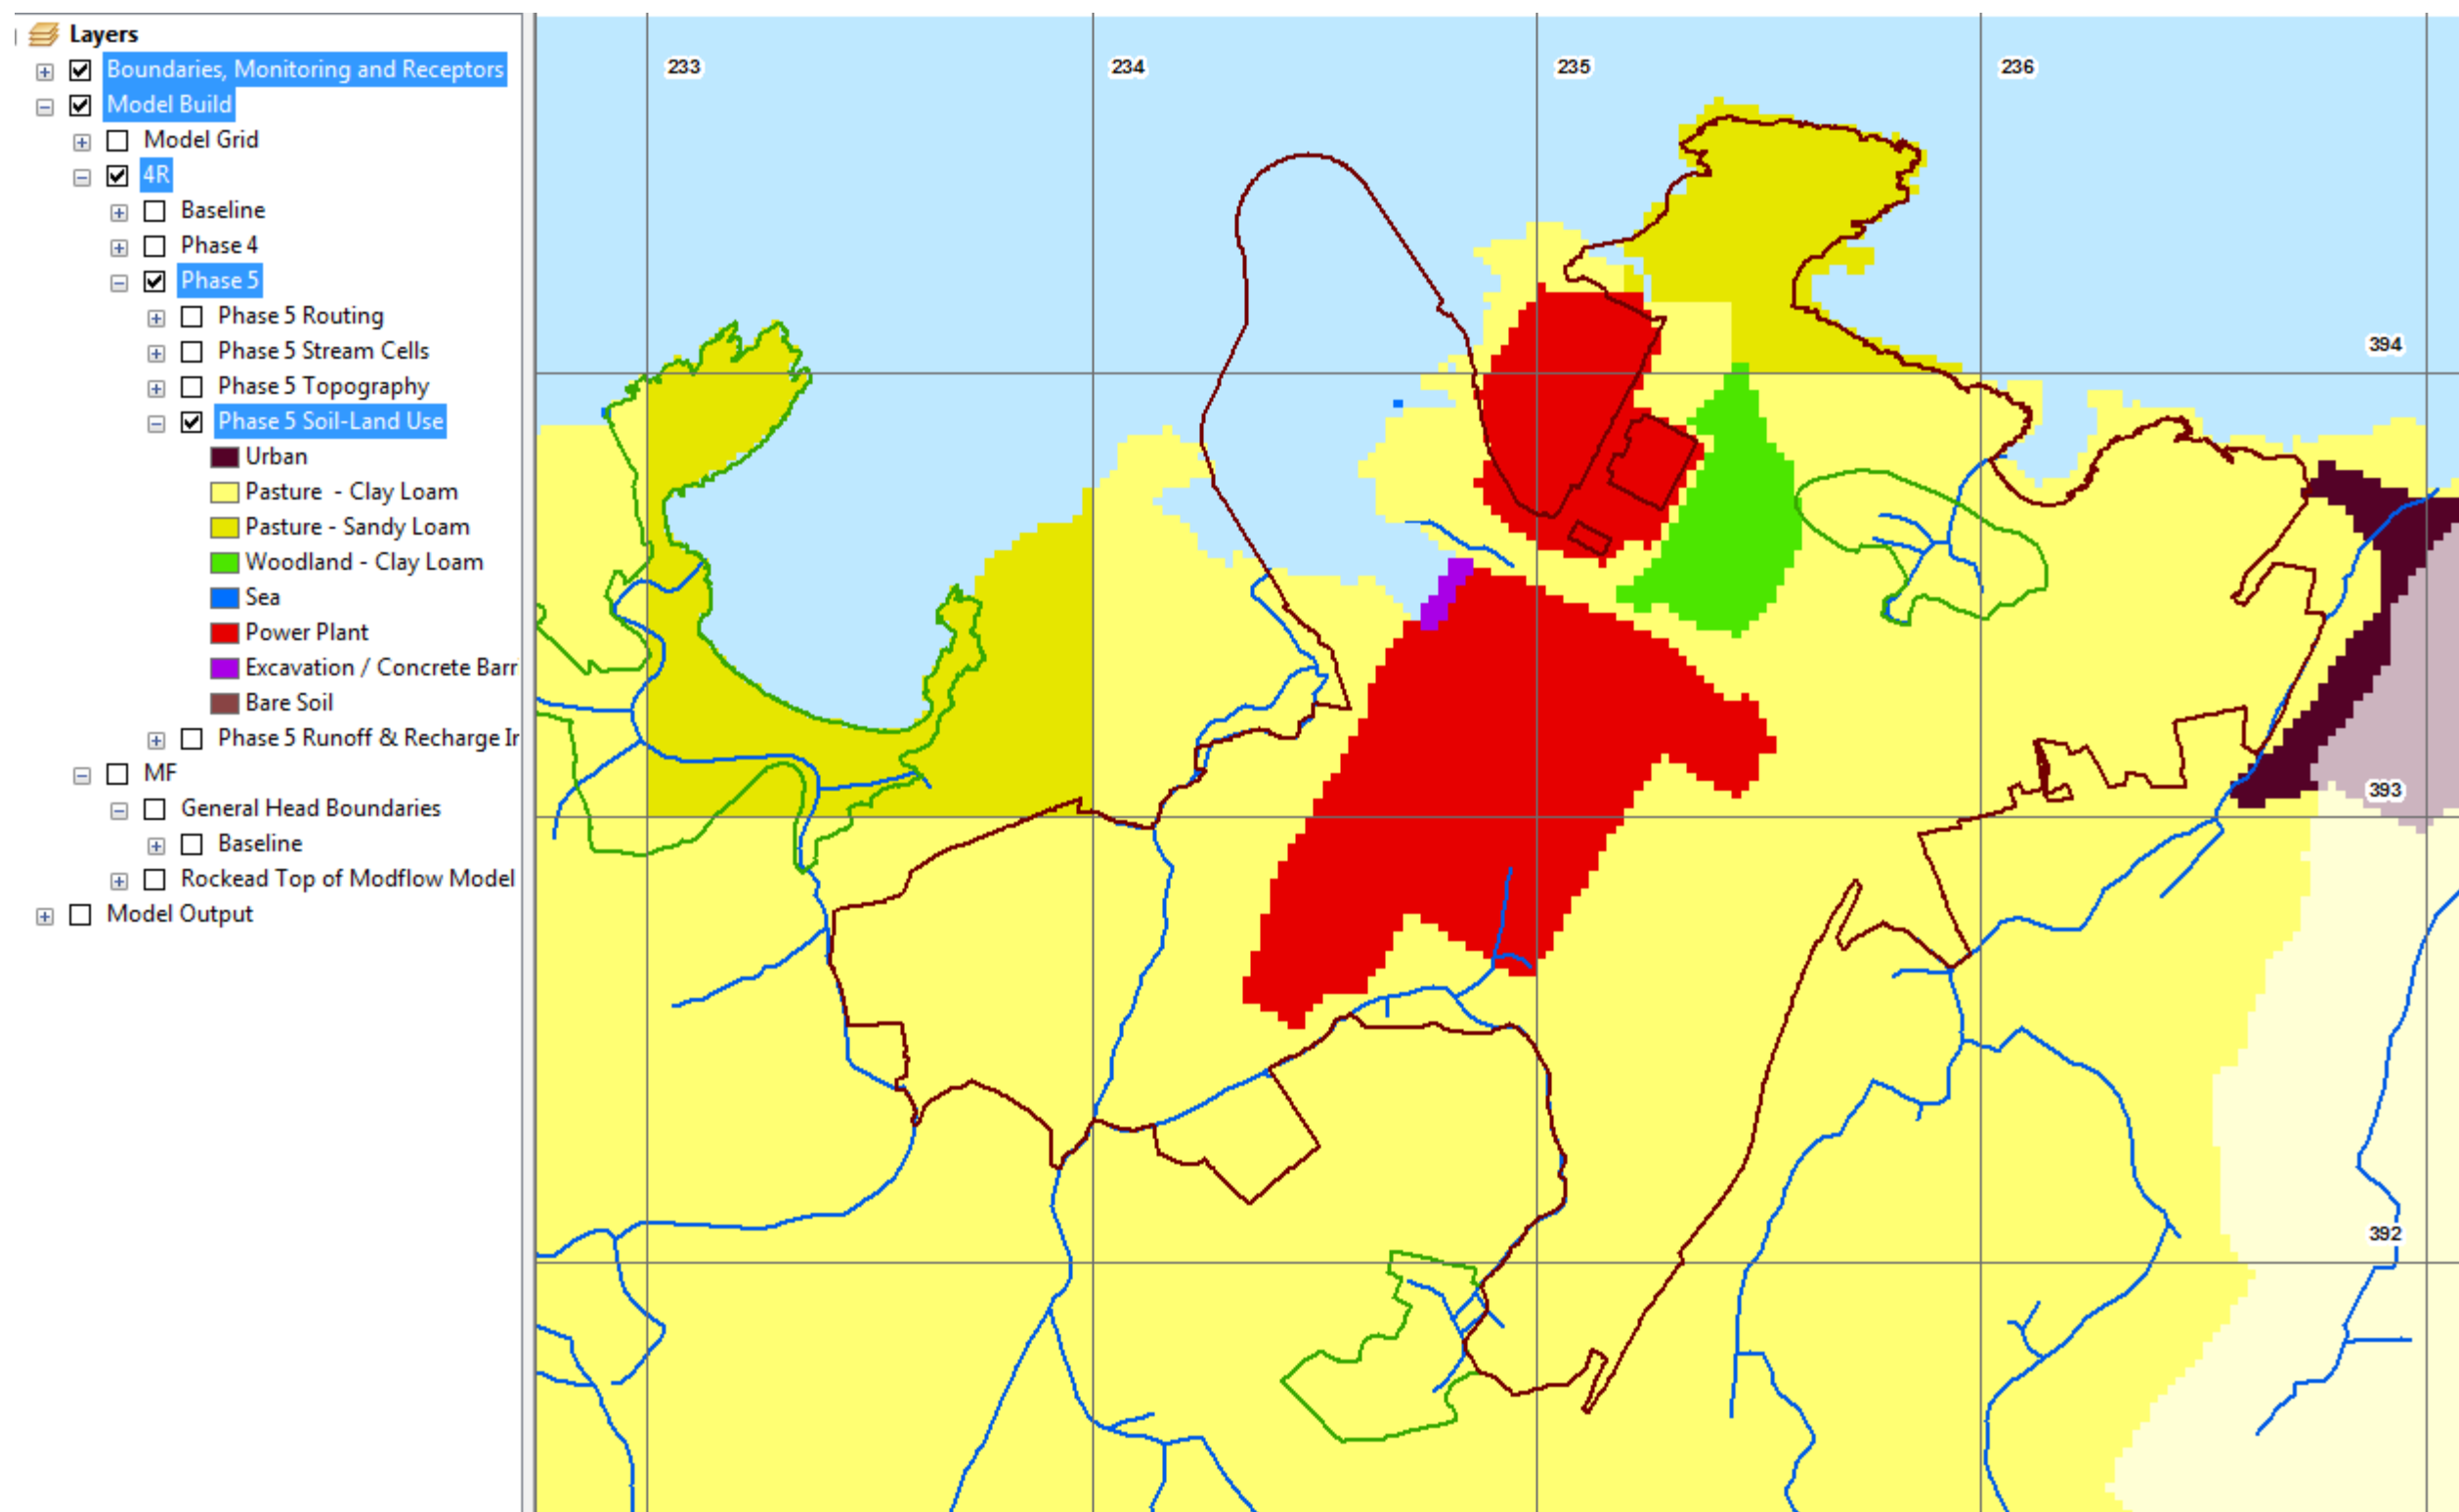 Layers
Boundaries, Monitoring and Receptors
Model Build
Model Grid
4R
Baseline
Phase 4
Phase 5
Phase 5 Routing
Phase 5 Stream Cells
Phase 5 Topography
Phase 5 Soil-Land Use
Urban
Pasture - Clay Loam
Pasture - Sandy Loam
Woodland - Clay Loam
Sea
Power Plant
Excavation / Concrete Barr
Bare Soil
Phase 5 Runoff & Recharge Ir
MF
General Head Boundaries
Baseline
Rockead Top of Modflow Model
Model Output
233 234 235 236
394
393
392